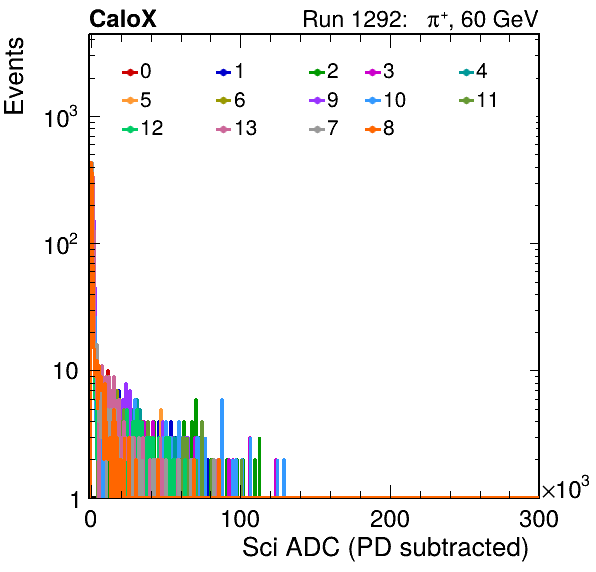 CaloX Run 1292: π⁺, 60 GeV
Events
0 1 2 3 4
5 6 9 10 11
12 13 7 8
10³
10²
10
1
0 100 200 300
×10³
Sci ADC (PD subtracted)